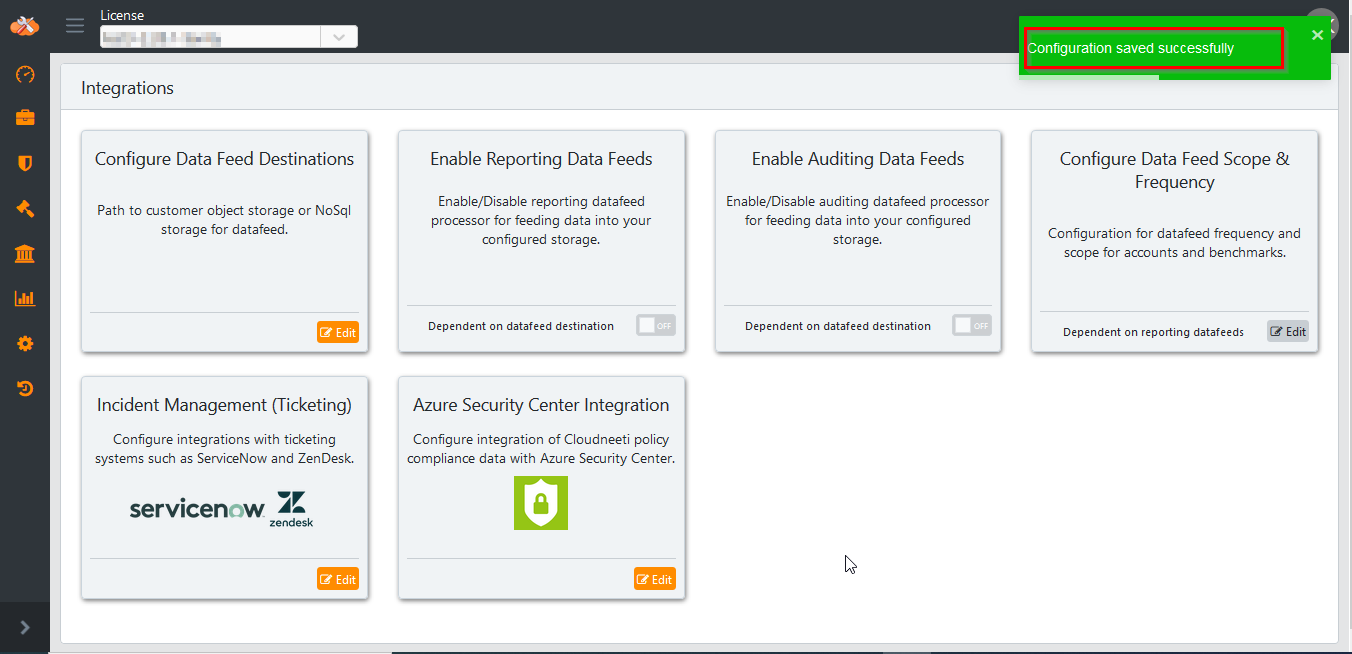 License
Configuration saved successfully
Integrations
Configure Data Feed Destinations
Path to customer object storage or NoSql
storage for datafeed.
Edit
Enable Reporting Data Feeds
Enable/Disable reporting datafeed
processor for feeding data into your
configured storage.
Dependent on datafeed destination
OFF
Enable Auditing Data Feeds
Enable/Disable auditing datafeed processor
for feeding data into your configured
storage.
Dependent on datafeed destination
OFF
Configure Data Feed Scope &
Frequency
Configuration for datafeed frequency and
scope for accounts and benchmarks.
Dependent on reporting datafeeds
Edit
Incident Management (Ticketing)
Configure integrations with ticketing
systems such as ServiceNow and ZenDesk.
servicenow
zendesk
Edit
Azure Security Center Integration
Configure integration of Cloudneeti policy
compliance data with Azure Security Center.
Edit